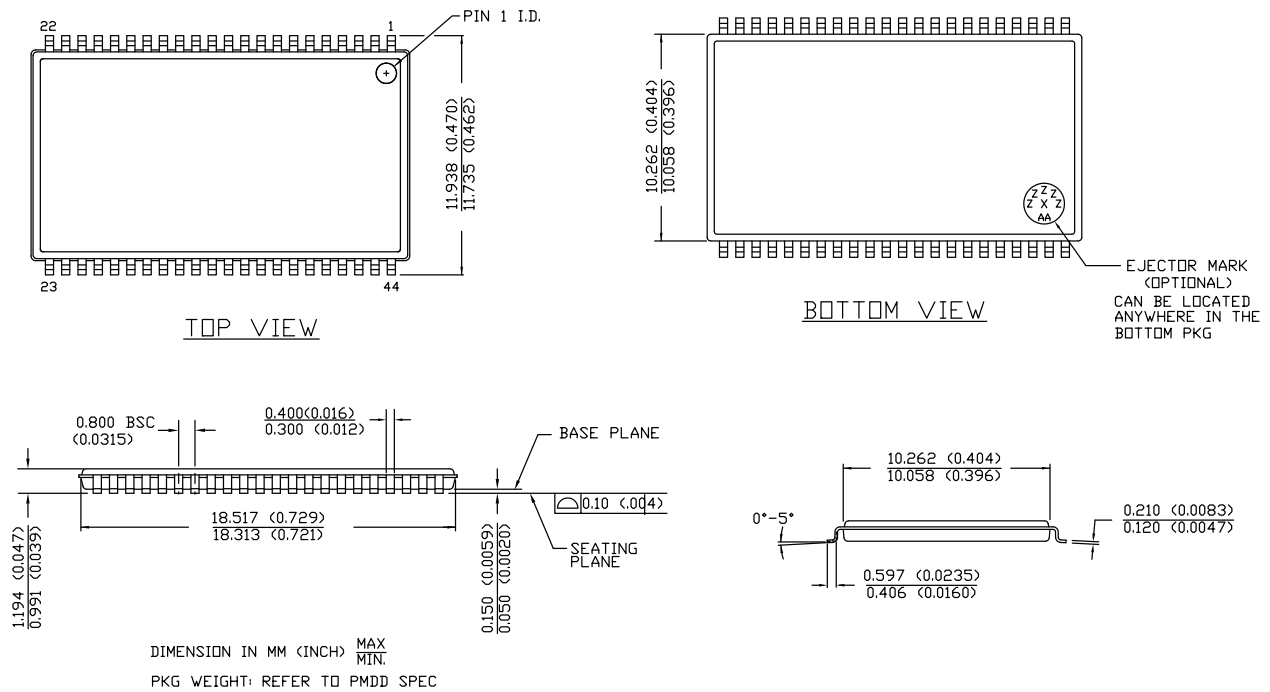 22
1
PIN 1 I.D.
11.938 (0.470)
11.735 (0.462)
23
44
TOP VIEW
10.262 (0.404)
10.058 (0.396)
Z Z Z
Z X Z
AA
EJECTOR MARK
(OPTIONAL)
CAN BE LOCATED
ANYWHERE IN THE
BOTTOM PKG
BOTTOM VIEW
0.800 BSC
(0.0315)
0.400(0.016)
0.300 (0.012)
BASE PLANE
0.10 (.004)
18.517 (0.729)
18.313 (0.721)
1.194 (0.047)
0.991 (0.039)
0.150 (0.0059)
0.050 (0.0020)
SEATING
PLANE
10.262 (0.404)
10.058 (0.396)
0°-5°
0.210 (0.0083)
0.120 (0.0047)
0.597 (0.0235)
0.406 (0.0160)
DIMENSION IN MM (INCH) MAX
MIN.
PKG WEIGHT: REFER TO PMDD SPEC